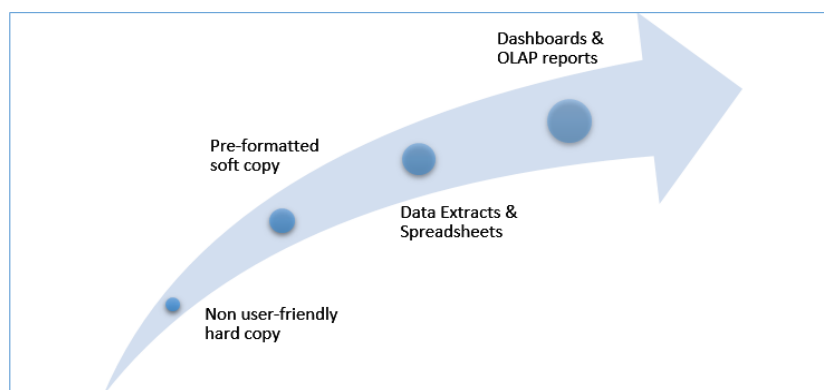 Dashboards &
OLAP reports
Pre-formatted
soft copy
Data Extracts &
Spreadsheets
Non user-friendly
hard copy